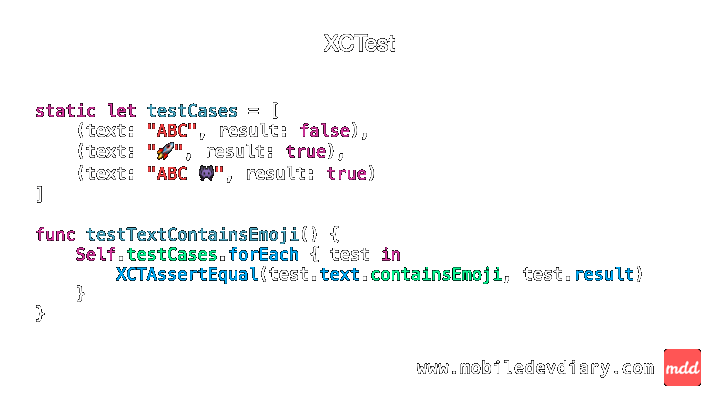 XCTest
static let testCases = [
    (text: "ABC", result: false),
    (text: "🚀", result: true),
    (text: "ABC 👾", result: true)
]
func testTextContainsEmoji() {
    Self.testCases.forEach { test in
        XCTAssertEqual(test.text.containsEmoji, test.result)
    }
}
www.mobiledevdiary.com
mdd